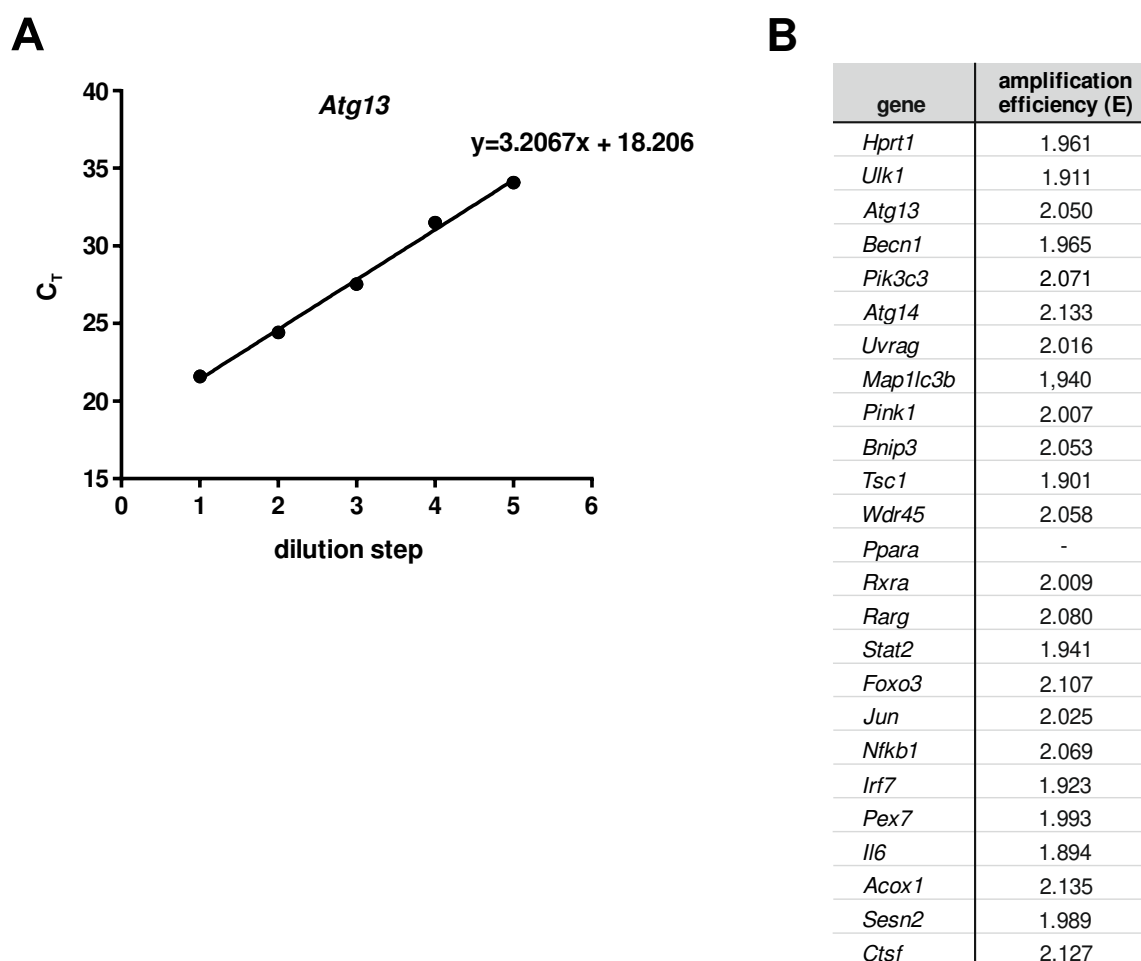 A
Atg13
y=3.2067x + 18.206
40
35
30
25
20
15
C_T
0 1 2 3 4 5 6
dilution step
B
gene amplification efficiency (E)
Hprt1 1.961
Ulk1 1.911
Atg13 2.050
Becn1 1.965
Pik3c3 2.071
Atg14 2.133
Uvrag 2.016
Map1lc3b 1,940
Pink1 2.007
Bnip3 2.053
Tsc1 1.901
Wdr45 2.058
Ppara -
Rxra 2.009
Rarg 2.080
Stat2 1.941
Foxo3 2.107
Jun 2.025
Nfkb1 2.069
Irf7 1.923
Pex7 1.993
Il6 1.894
Acox1 2.135
Sesn2 1.989
Ctsf 2.127